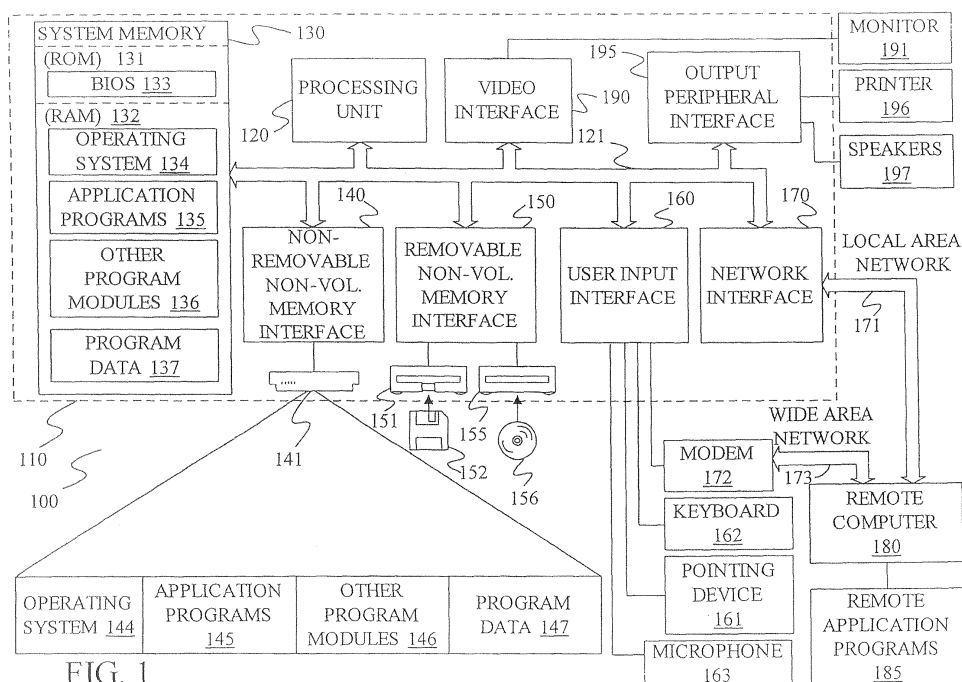 SYSTEM MEMORY
130
(ROM) 131
BIOS 133
(RAM) 132
OPERATING
SYSTEM 134
APPLICATION
PROGRAMS 135
OTHER
PROGRAM
MODULES 136
PROGRAM
DATA 137
120
PROCESSING
UNIT
VIDEO
INTERFACE
190
195
OUTPUT
PERIPHERAL
INTERFACE
121
MONITOR
191
PRINTER
196
SPEAKERS
197
140
NON-
REMOVABLE
NON-VOL.
MEMORY
INTERFACE
150
REMOVABLE
NON-VOL.
MEMORY
INTERFACE
160
USER INPUT
INTERFACE
170
NETWORK
INTERFACE
LOCAL AREA
NETWORK
171
110
100
141
151
152
155
156
WIDE AREA
NETWORK
173
MODEM
172
KEYBOARD
162
POINTING
DEVICE
161
MICROPHONE
163
REMOTE
COMPUTER
180
REMOTE
APPLICATION
PROGRAMS
185
OPERATING
SYSTEM 144
APPLICATION
PROGRAMS
145
OTHER
PROGRAM
MODULES 146
PROGRAM
DATA 147
FIG. 1